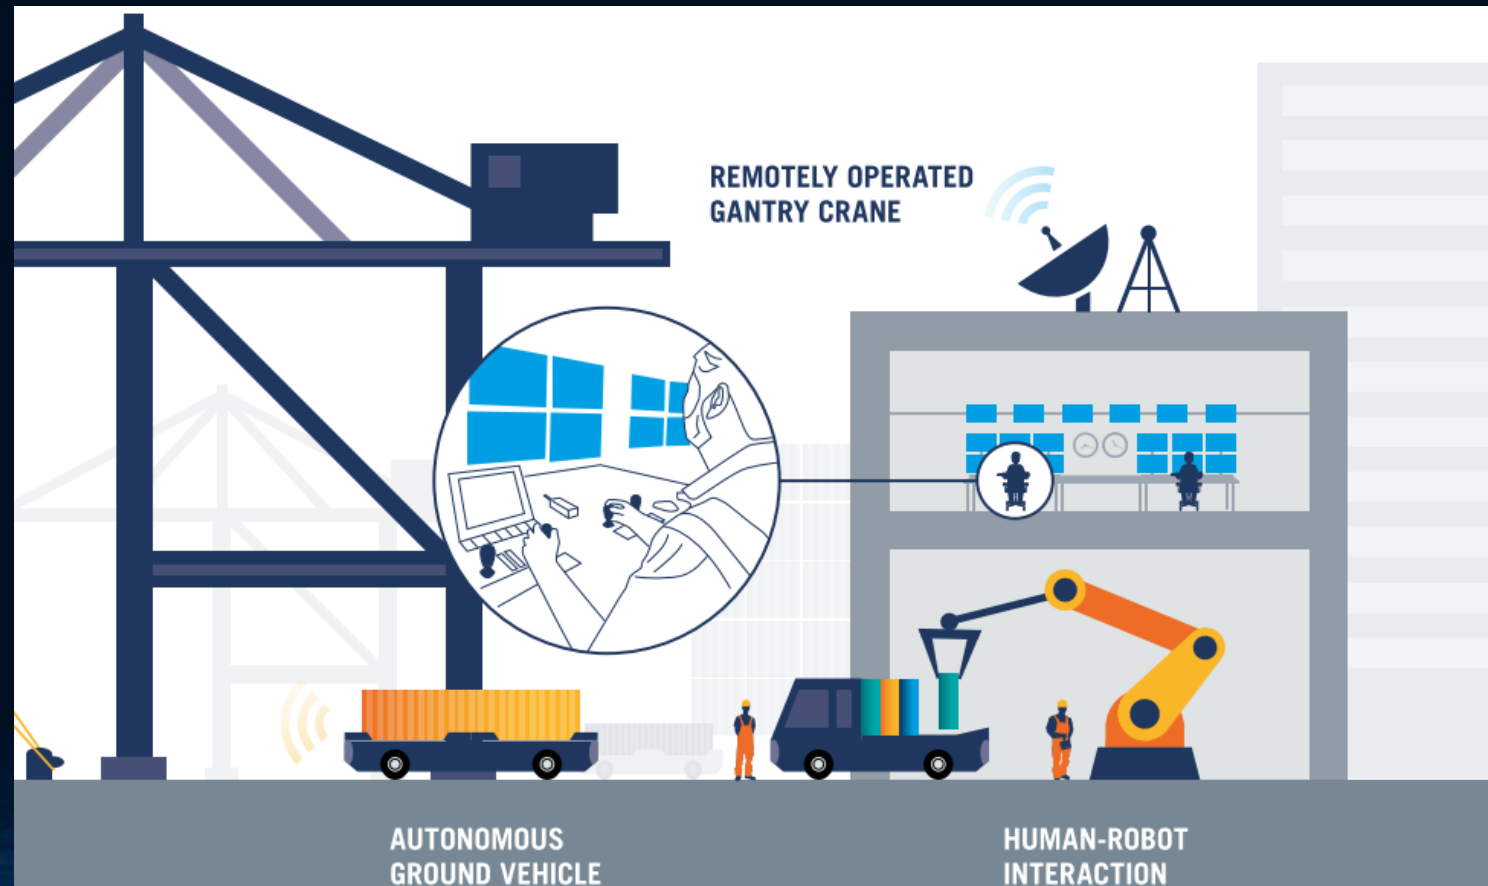 REMOTELY OPERATED
GANTRY CRANE
AUTONOMOUS
GROUND VEHICLE
HUMAN-ROBOT
INTERACTION